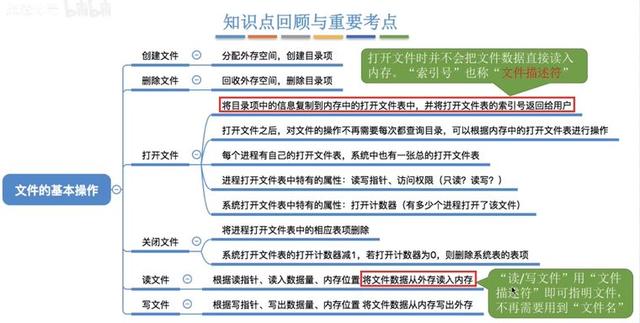 知识点回顾与重要考点
打开文件时并不会把文件数据直接读入
内存。“索引号”也称“文件描述符”
文件的基本操作
创建文件
分配外存空间，创建目录项
删除文件
回收外存空间，删除目录项
打开文件
将目录项中的信息复制到内存中的打开文件表中，并将打开文件表的索引号返回给用户
打开文件之后，对文件的操作不再需要每次都查询目录，可以根据内存中的打开文件表进行操作
每个进程有自己的打开文件表，系统中也有一张总的打开文件表
进程打开文件表中特有的属性：读写指针、访问权限（只读？读写？）
系统打开文件表中特有的属性：打开计数器（有多少个进程打开了该文件）
关闭文件
将进程打开文件表中的相应表项删除
系统打开文件表的打开计数器减1，若打开计数器为0，则删除系统表的表项
读文件
根据读指针、读入数据量、内存位置 将文件数据从外存读入内存
写文件
根据写指针、写出数据量、内存位置 将文件数据从内存写出外存
“读/写文件”用“文件
描述符”即可指明文件，
不再需要用到“文件名”